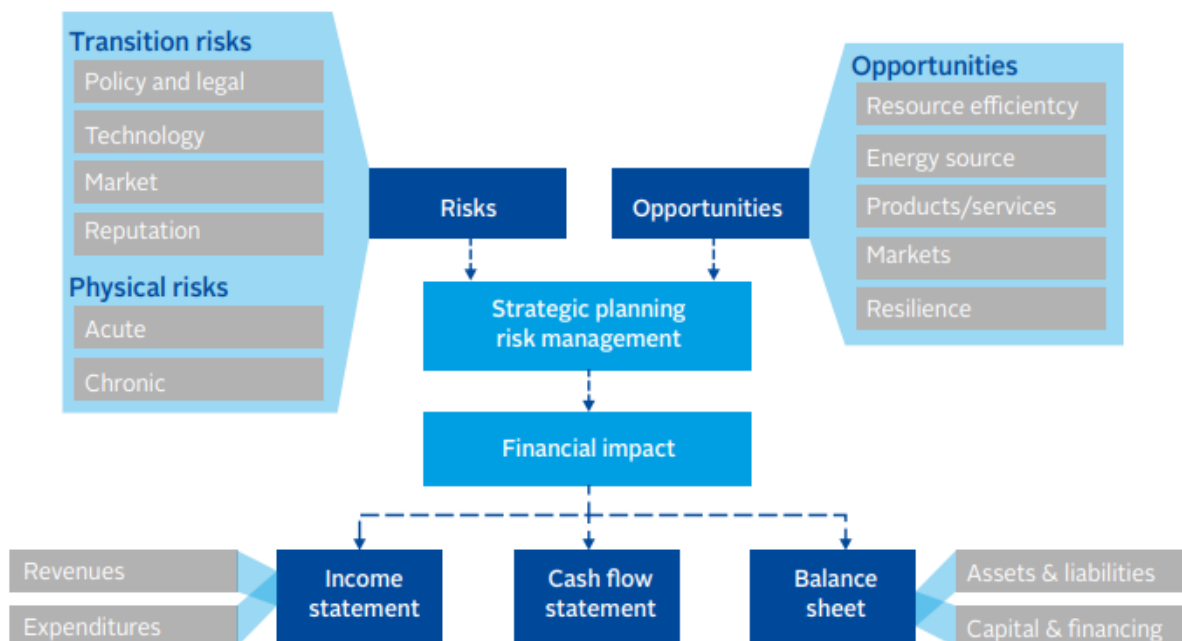 Transition risks
Policy and legal
Technology
Market
Reputation
Physical risks
Acute
Chronic
Risks
Opportunities
Opportunities
Resource efficientcy
Energy source
Products/services
Markets
Resilience
Strategic planning
risk management
Financial impact
Revenues
Expenditures
Income
statement
Cash flow
statement
Balance
sheet
Assets & liabilities
Capital & financing